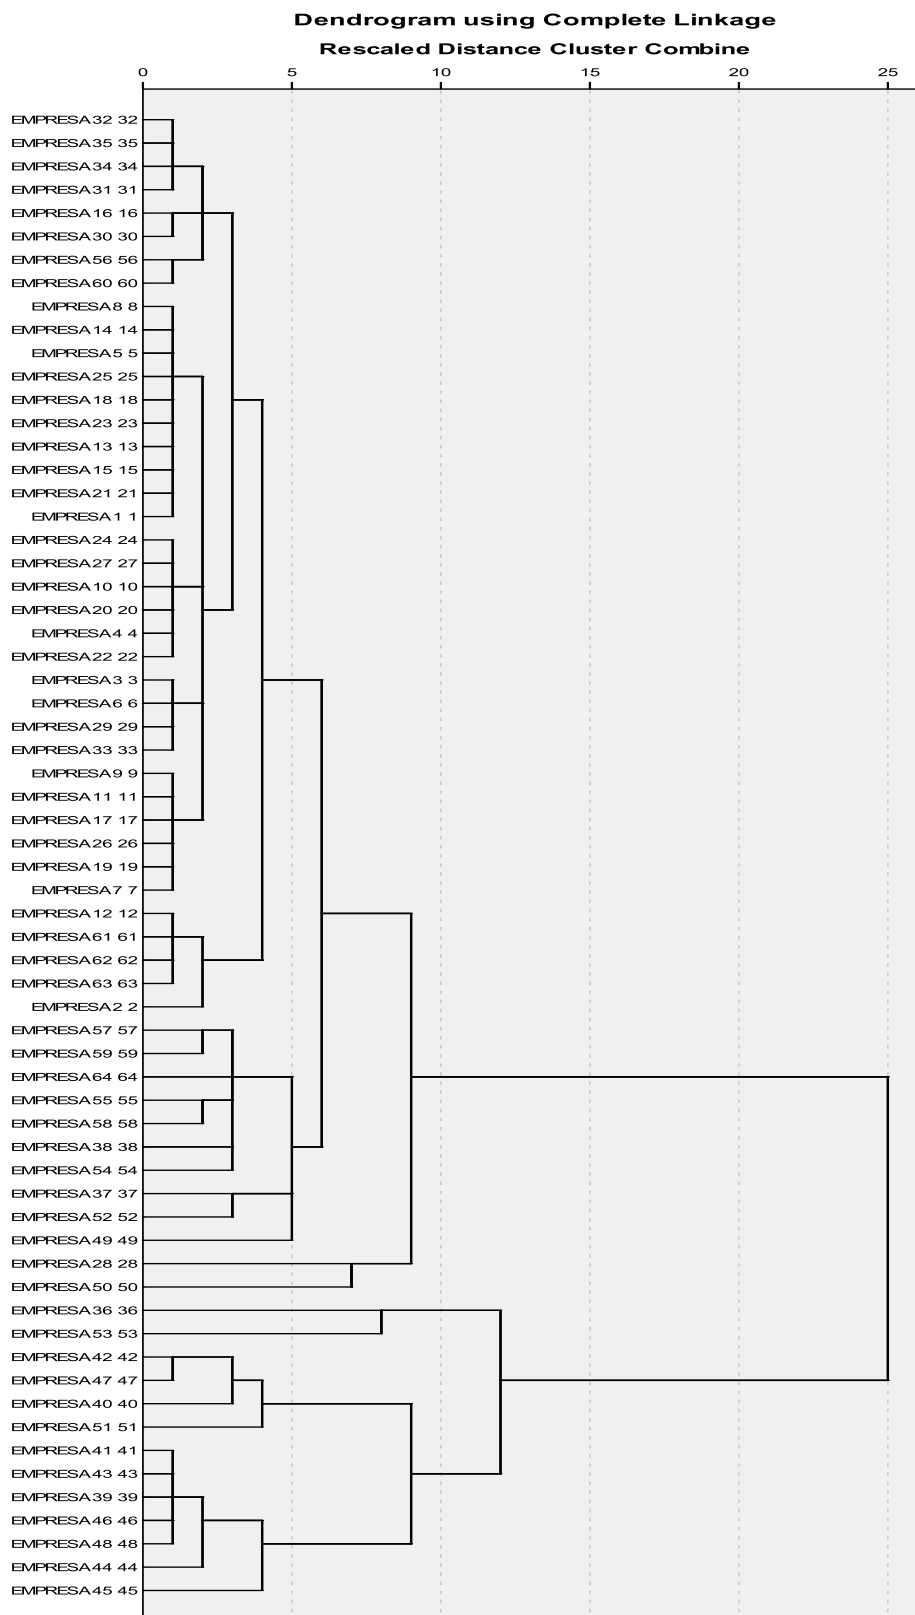 Dendrogram using Complete Linkage
Rescaled Distance Cluster Combine
0 5 10 15 20 25
EMPRESA32 32
EMPRESA35 35
EMPRESA34 34
EMPRESA31 31
EMPRESA16 16
EMPRESA30 30
EMPRESA56 56
EMPRESA60 60
EMPRESA8 8
EMPRESA14 14
EMPRESA5 5
EMPRESA25 25
EMPRESA18 18
EMPRESA23 23
EMPRESA13 13
EMPRESA15 15
EMPRESA21 21
EMPRESA1 1
EMPRESA24 24
EMPRESA27 27
EMPRESA10 10
EMPRESA20 20
EMPRESA4 4
EMPRESA22 22
EMPRESA3 3
EMPRESA6 6
EMPRESA29 29
EMPRESA33 33
EMPRESA9 9
EMPRESA11 11
EMPRESA17 17
EMPRESA26 26
EMPRESA19 19
EMPRESA7 7
EMPRESA12 12
EMPRESA61 61
EMPRESA62 62
EMPRESA63 63
EMPRESA2 2
EMPRESA57 57
EMPRESA59 59
EMPRESA64 64
EMPRESA55 55
EMPRESA58 58
EMPRESA38 38
EMPRESA54 54
EMPRESA37 37
EMPRESA52 52
EMPRESA49 49
EMPRESA28 28
EMPRESA50 50
EMPRESA36 36
EMPRESA53 53
EMPRESA42 42
EMPRESA47 47
EMPRESA40 40
EMPRESA51 51
EMPRESA41 41
EMPRESA43 43
EMPRESA39 39
EMPRESA46 46
EMPRESA48 48
EMPRESA44 44
EMPRESA45 45